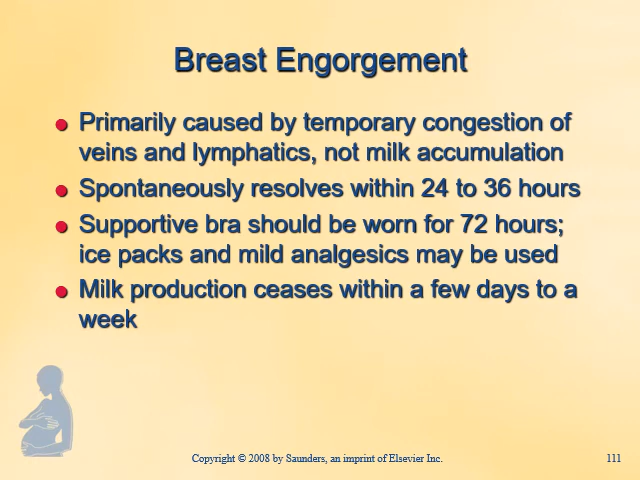 Breast Engorgement
Primarily caused by temporary congestion of
veins and lymphatics, not milk accumulation
Spontaneously resolves within 24 to 36 hours
Supportive bra should be worn for 72 hours;
ice packs and mild analgesics may be used
Milk production ceases within a few days to a
week
Copyright © 2008 by Saunders, an imprint of Elsevier Inc.
111